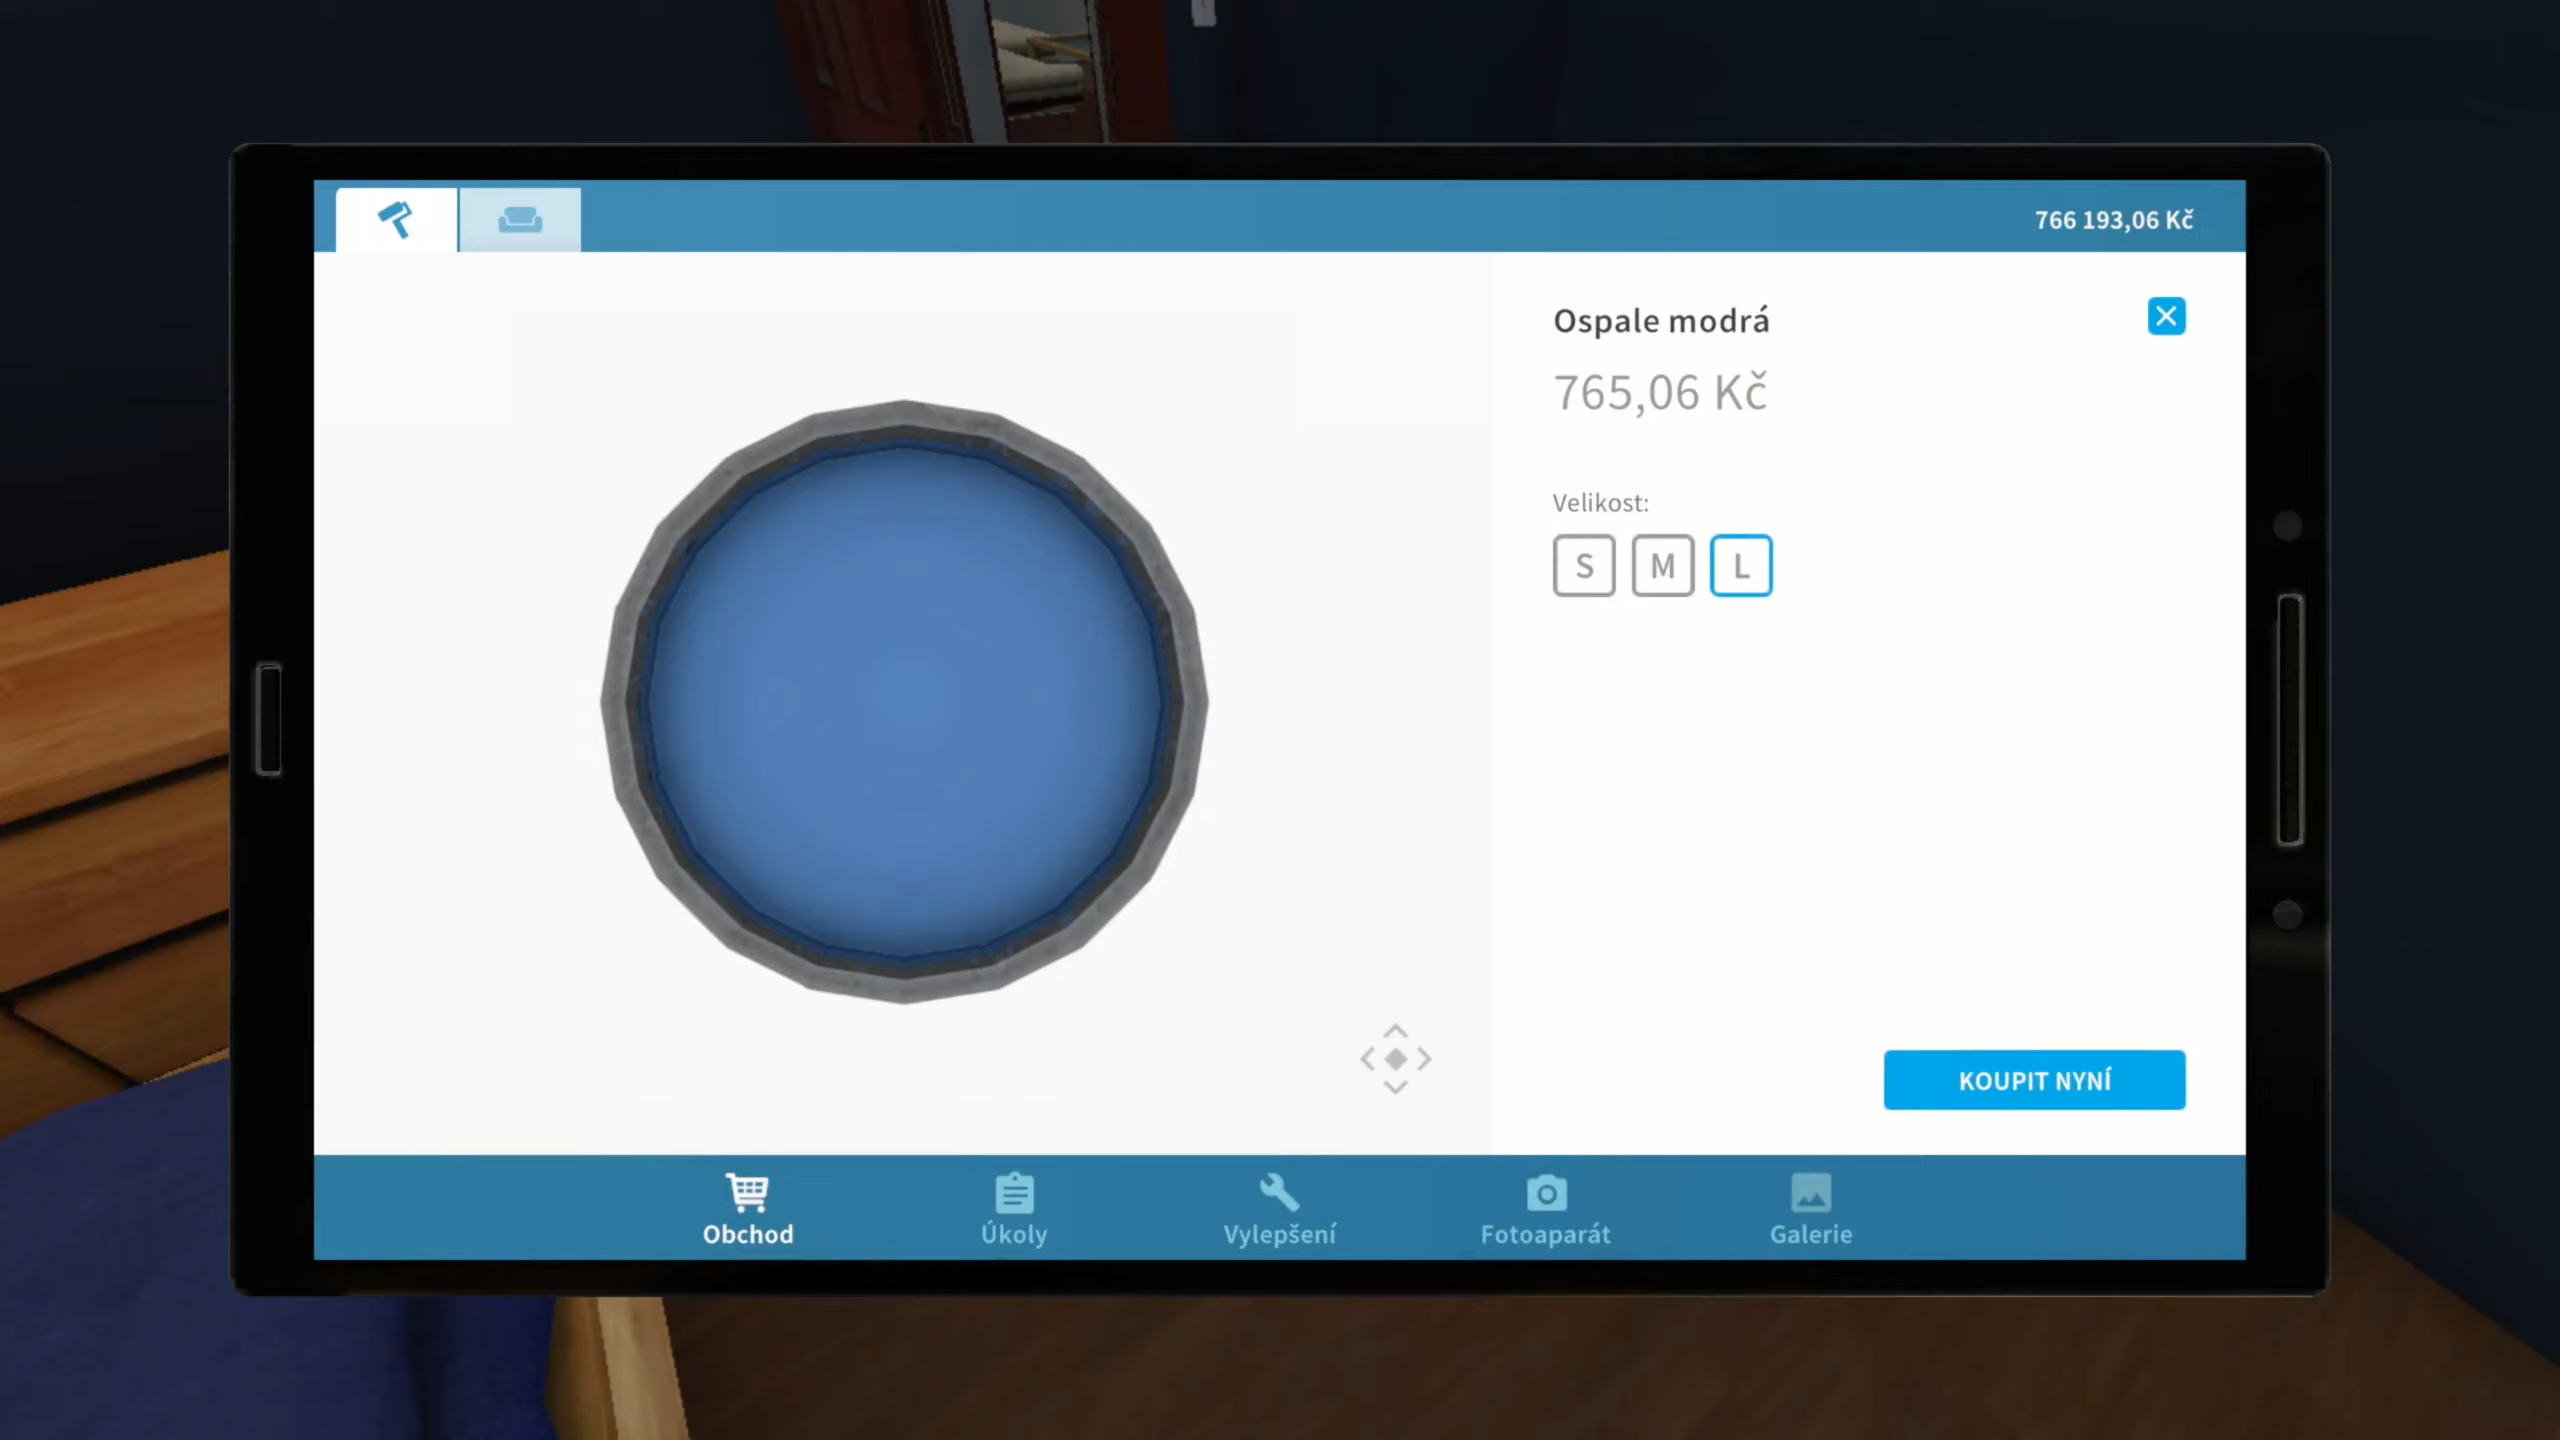 766 193,06 Kč
Ospale modrá
765,06 Kč
Velikost:
S M L
KOUPIT NYNÍ
Obchod Úkoly Vylepšení Fotoaparát Galerie